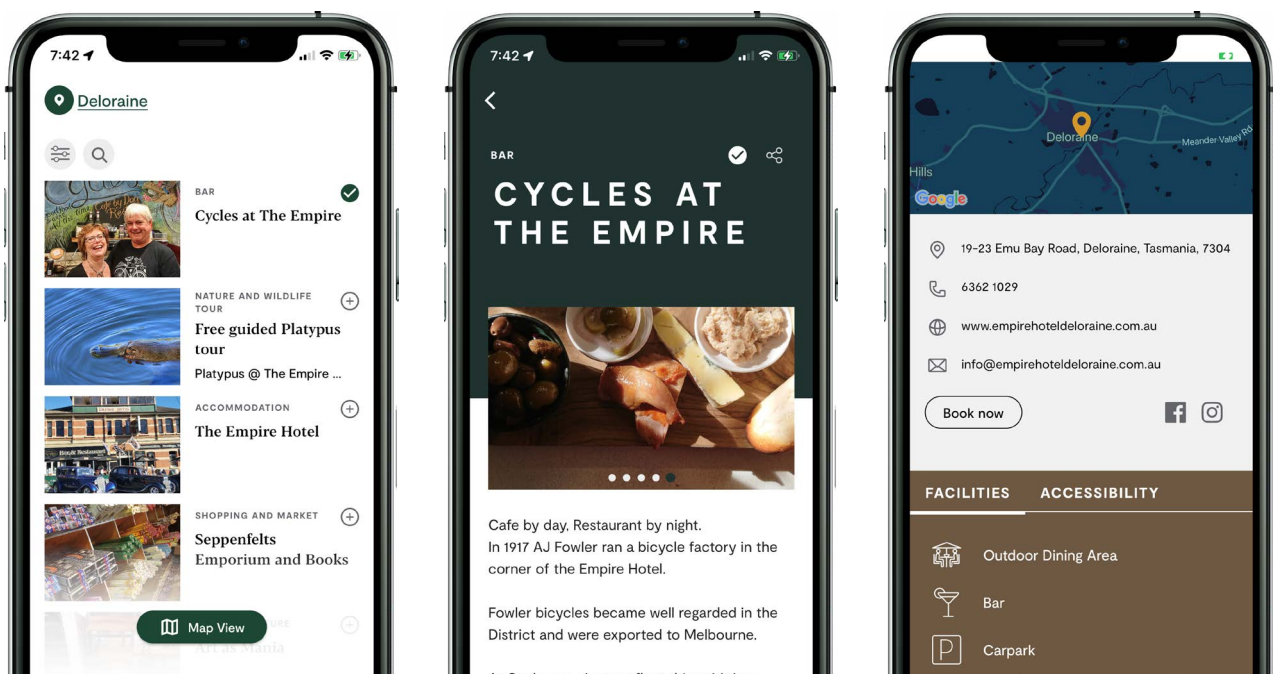 7:42
Deloraine
BAR
Cycles at The Empire
NATURE AND WILDLIFE
TOUR
Free guided Platypus
tour
Platypus @ The Empire ...
ACCOMMODATION
The Empire Hotel
SHOPPING AND MARKET
Seppenfelts
Emporium and Books
Map View
Art as Mania
7:42
BAR
CYCLES AT
THE EMPIRE
Cafe by day, Restaurant by night.
In 1917 AJ Fowler ran a bicycle factory in the
corner of the Empire Hotel.
Fowler bicycles became well regarded in the
District and were exported to Melbourne.
Deloraine
Meander Valley Rd
Hills
Google
19-23 Emu Bay Road, Deloraine, Tasmania, 7304
6362 1029
www.empirehoteldeloraine.com.au
info@empirehoteldeloraine.com.au
Book now
FACILITIES ACCESSIBILITY
Outdoor Dining Area
Bar
Carpark